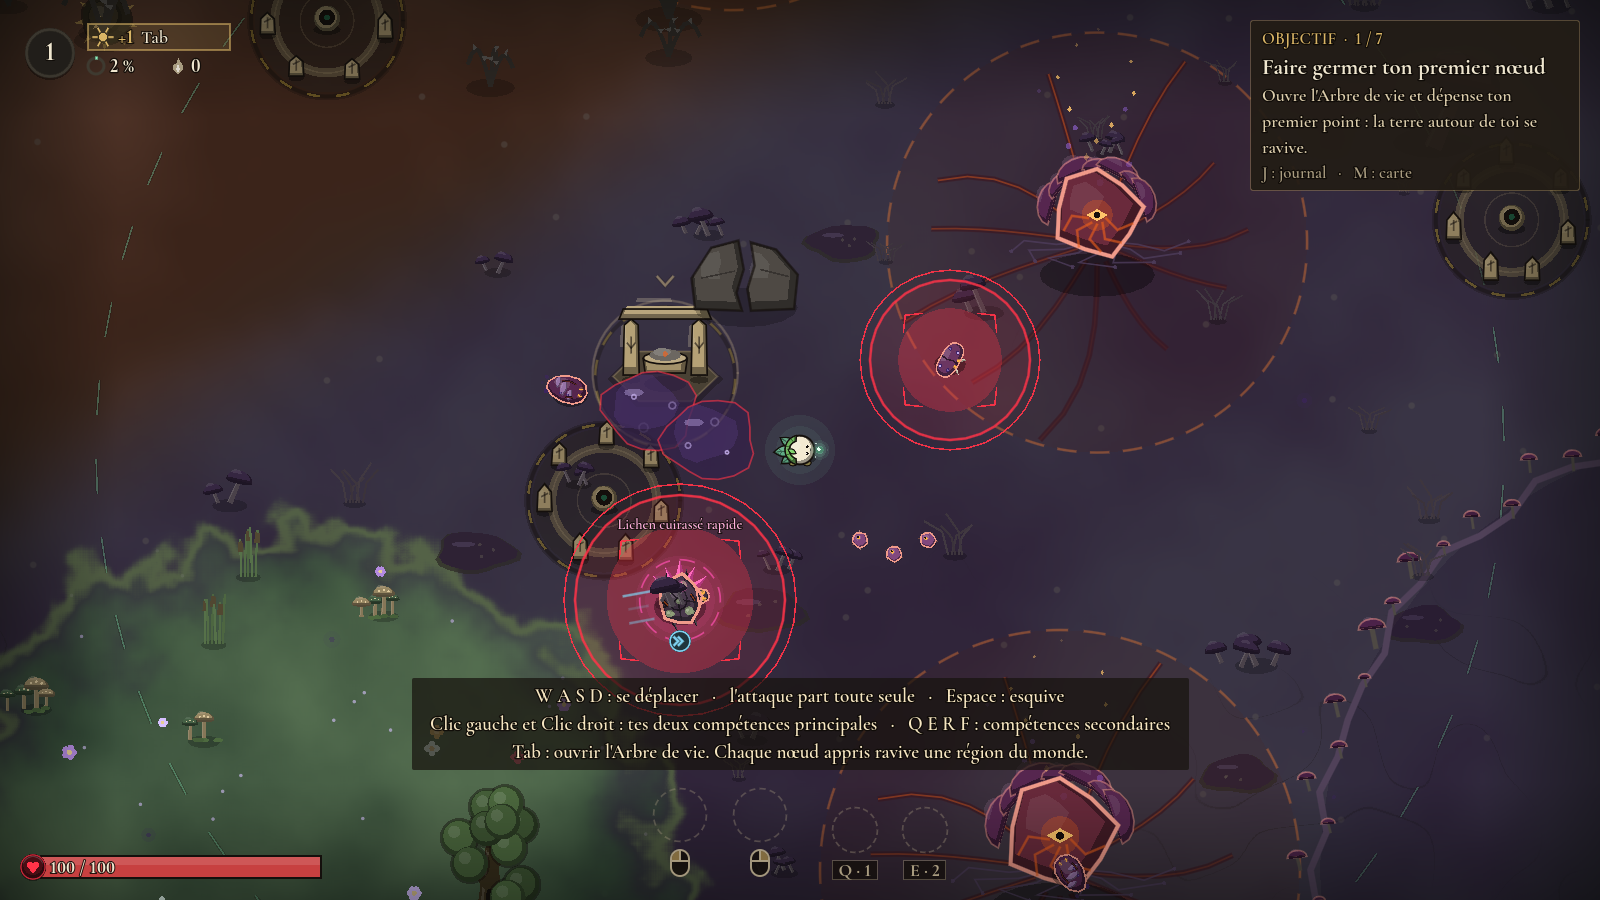 1
+1 Tab
2 %
0
OBJECTIF · 1 / 7
Faire germer ton premier nœud
Ouvre l'Arbre de vie et dépense ton
premier point : la terre autour de toi se
ravive.
J : journal · M : carte
Lichen cuirassé rapide
W A S D : se déplacer · l'attaque part toute seule · Espace : esquive
Clic gauche et Clic droit : tes deux compétences principales · Q E R F : compétences secondaires
Tab : ouvrir l'Arbre de vie. Chaque nœud appris ravive une région du monde.
100 / 100
Q · 1
E · 2